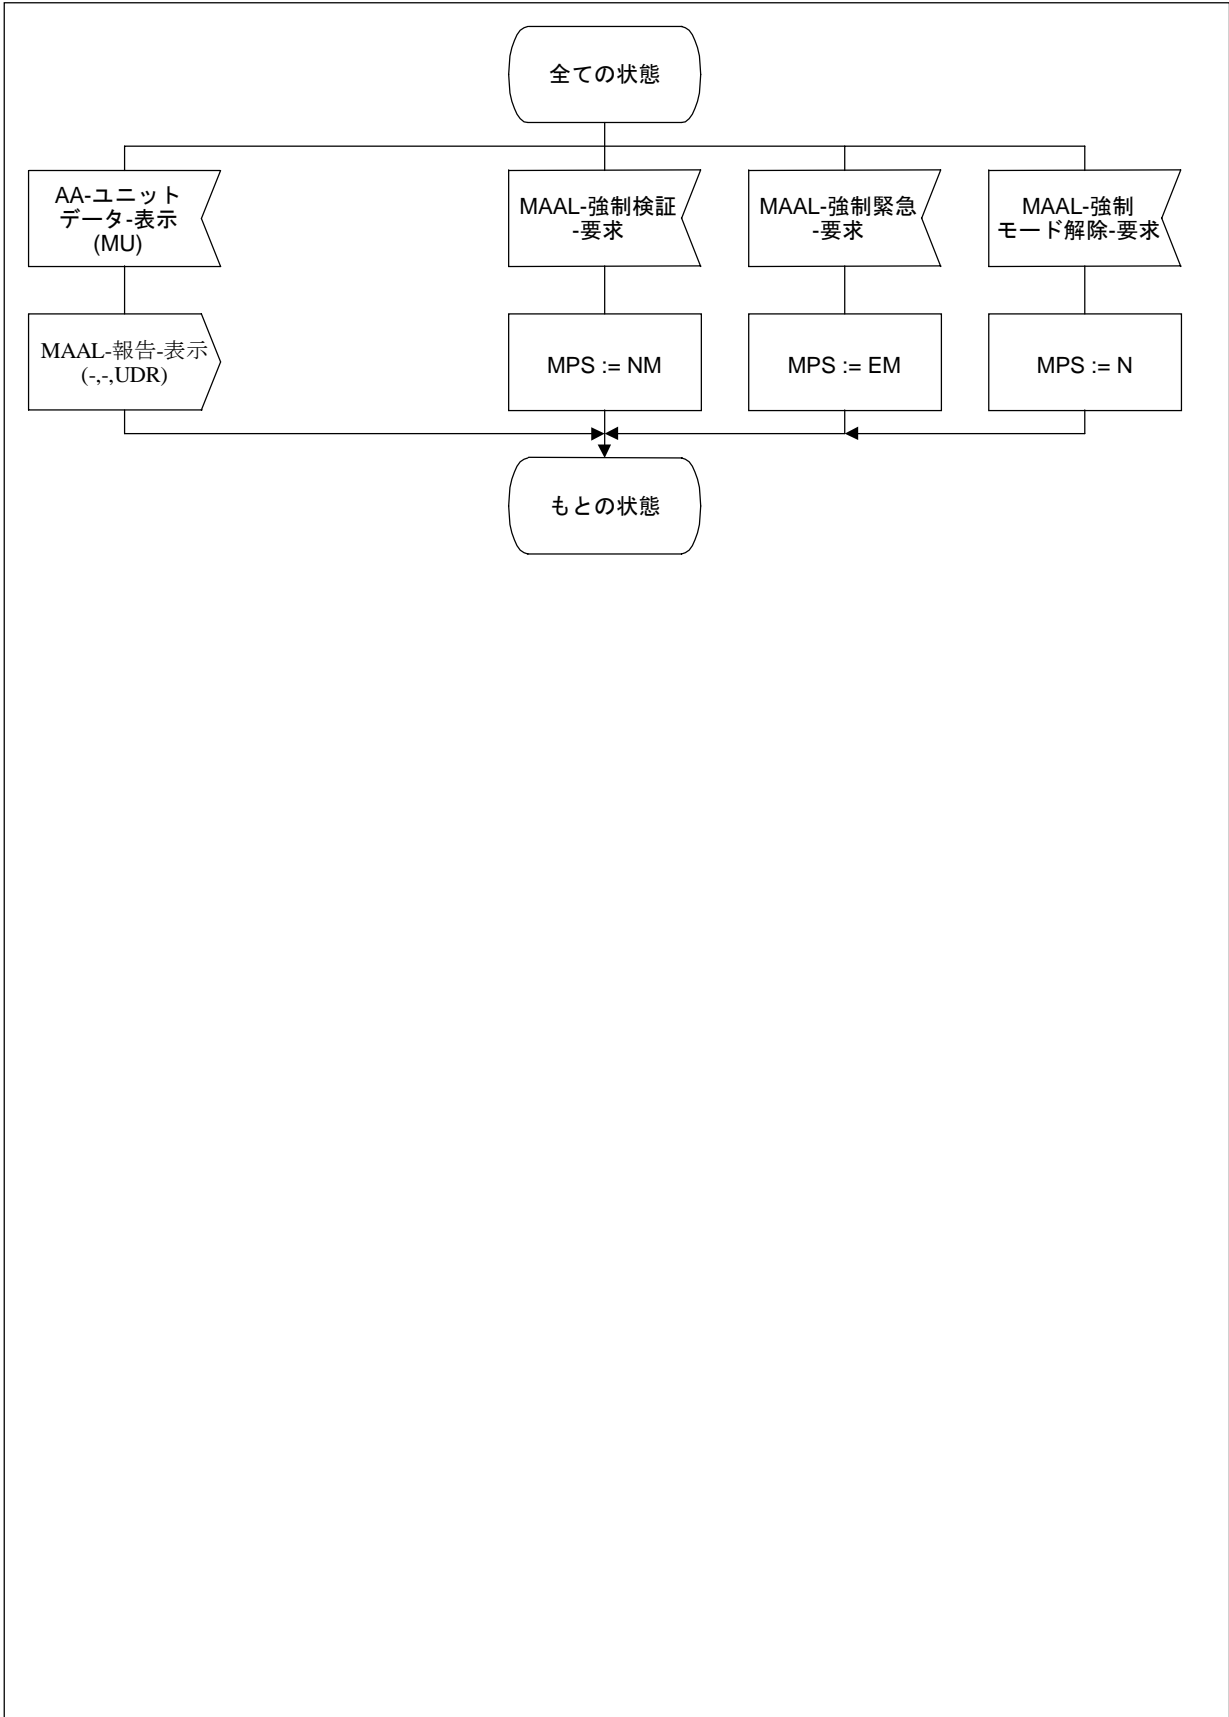 全ての状態
AA-ユニット
データ-表示
(MU)
MAAL-強制検証
-要求
MAAL-強制緊急
-要求
MAAL-強制
モード解除-要求
MAAL-報告-表示
(-,-,UDR)
MPS := NM
MPS := EM
MPS := N
もとの状態